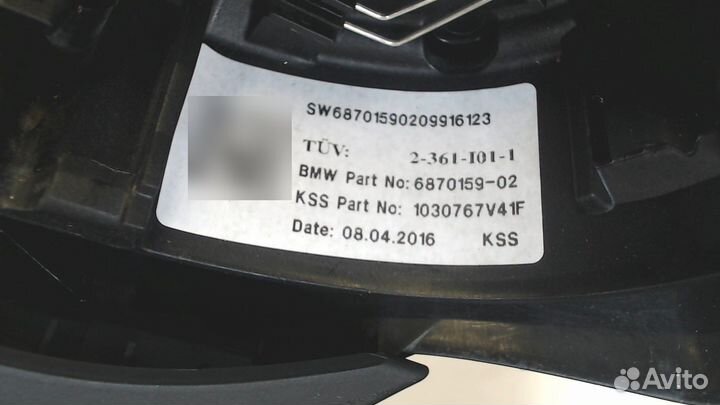 SW68701590209916123
TÜV: 2-361-I01-1
BMW Part No: 6870159-02
KSS Part No: 1030767V41F
Date: 08.04.2016 KSS
Avito